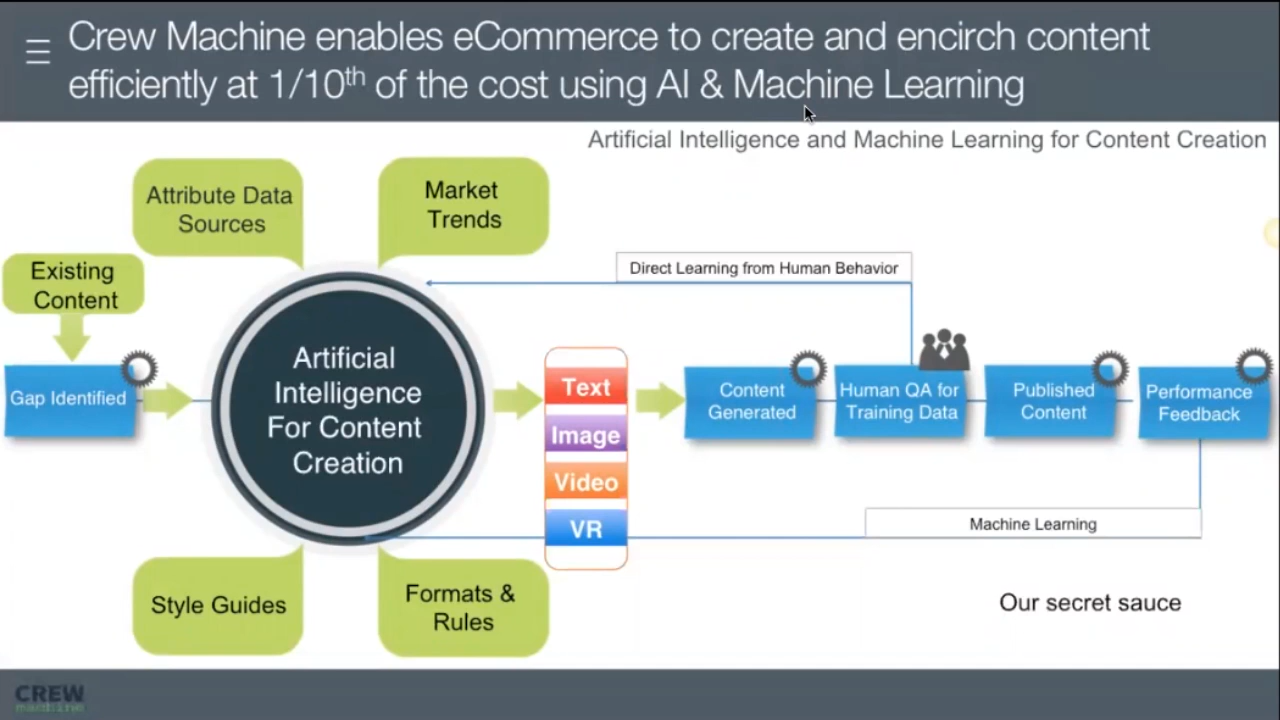 Crew Machine enables eCommerce to create and encirch content
efficiently at 1/10th of the cost using AI & Machine Learning
Artificial Intelligence and Machine Learning for Content Creation
Attribute Data
Sources
Market
Trends
Existing
Content
Direct Learning from Human Behavior
Gap Identified
Artificial
Intelligence
For Content
Creation
Text
Image
Video
VR
Content
Generated
Human QA for
Training Data
Published
Content
Performance
Feedback
Machine Learning
Style Guides
Formats &
Rules
Our secret sauce
CREW
machine